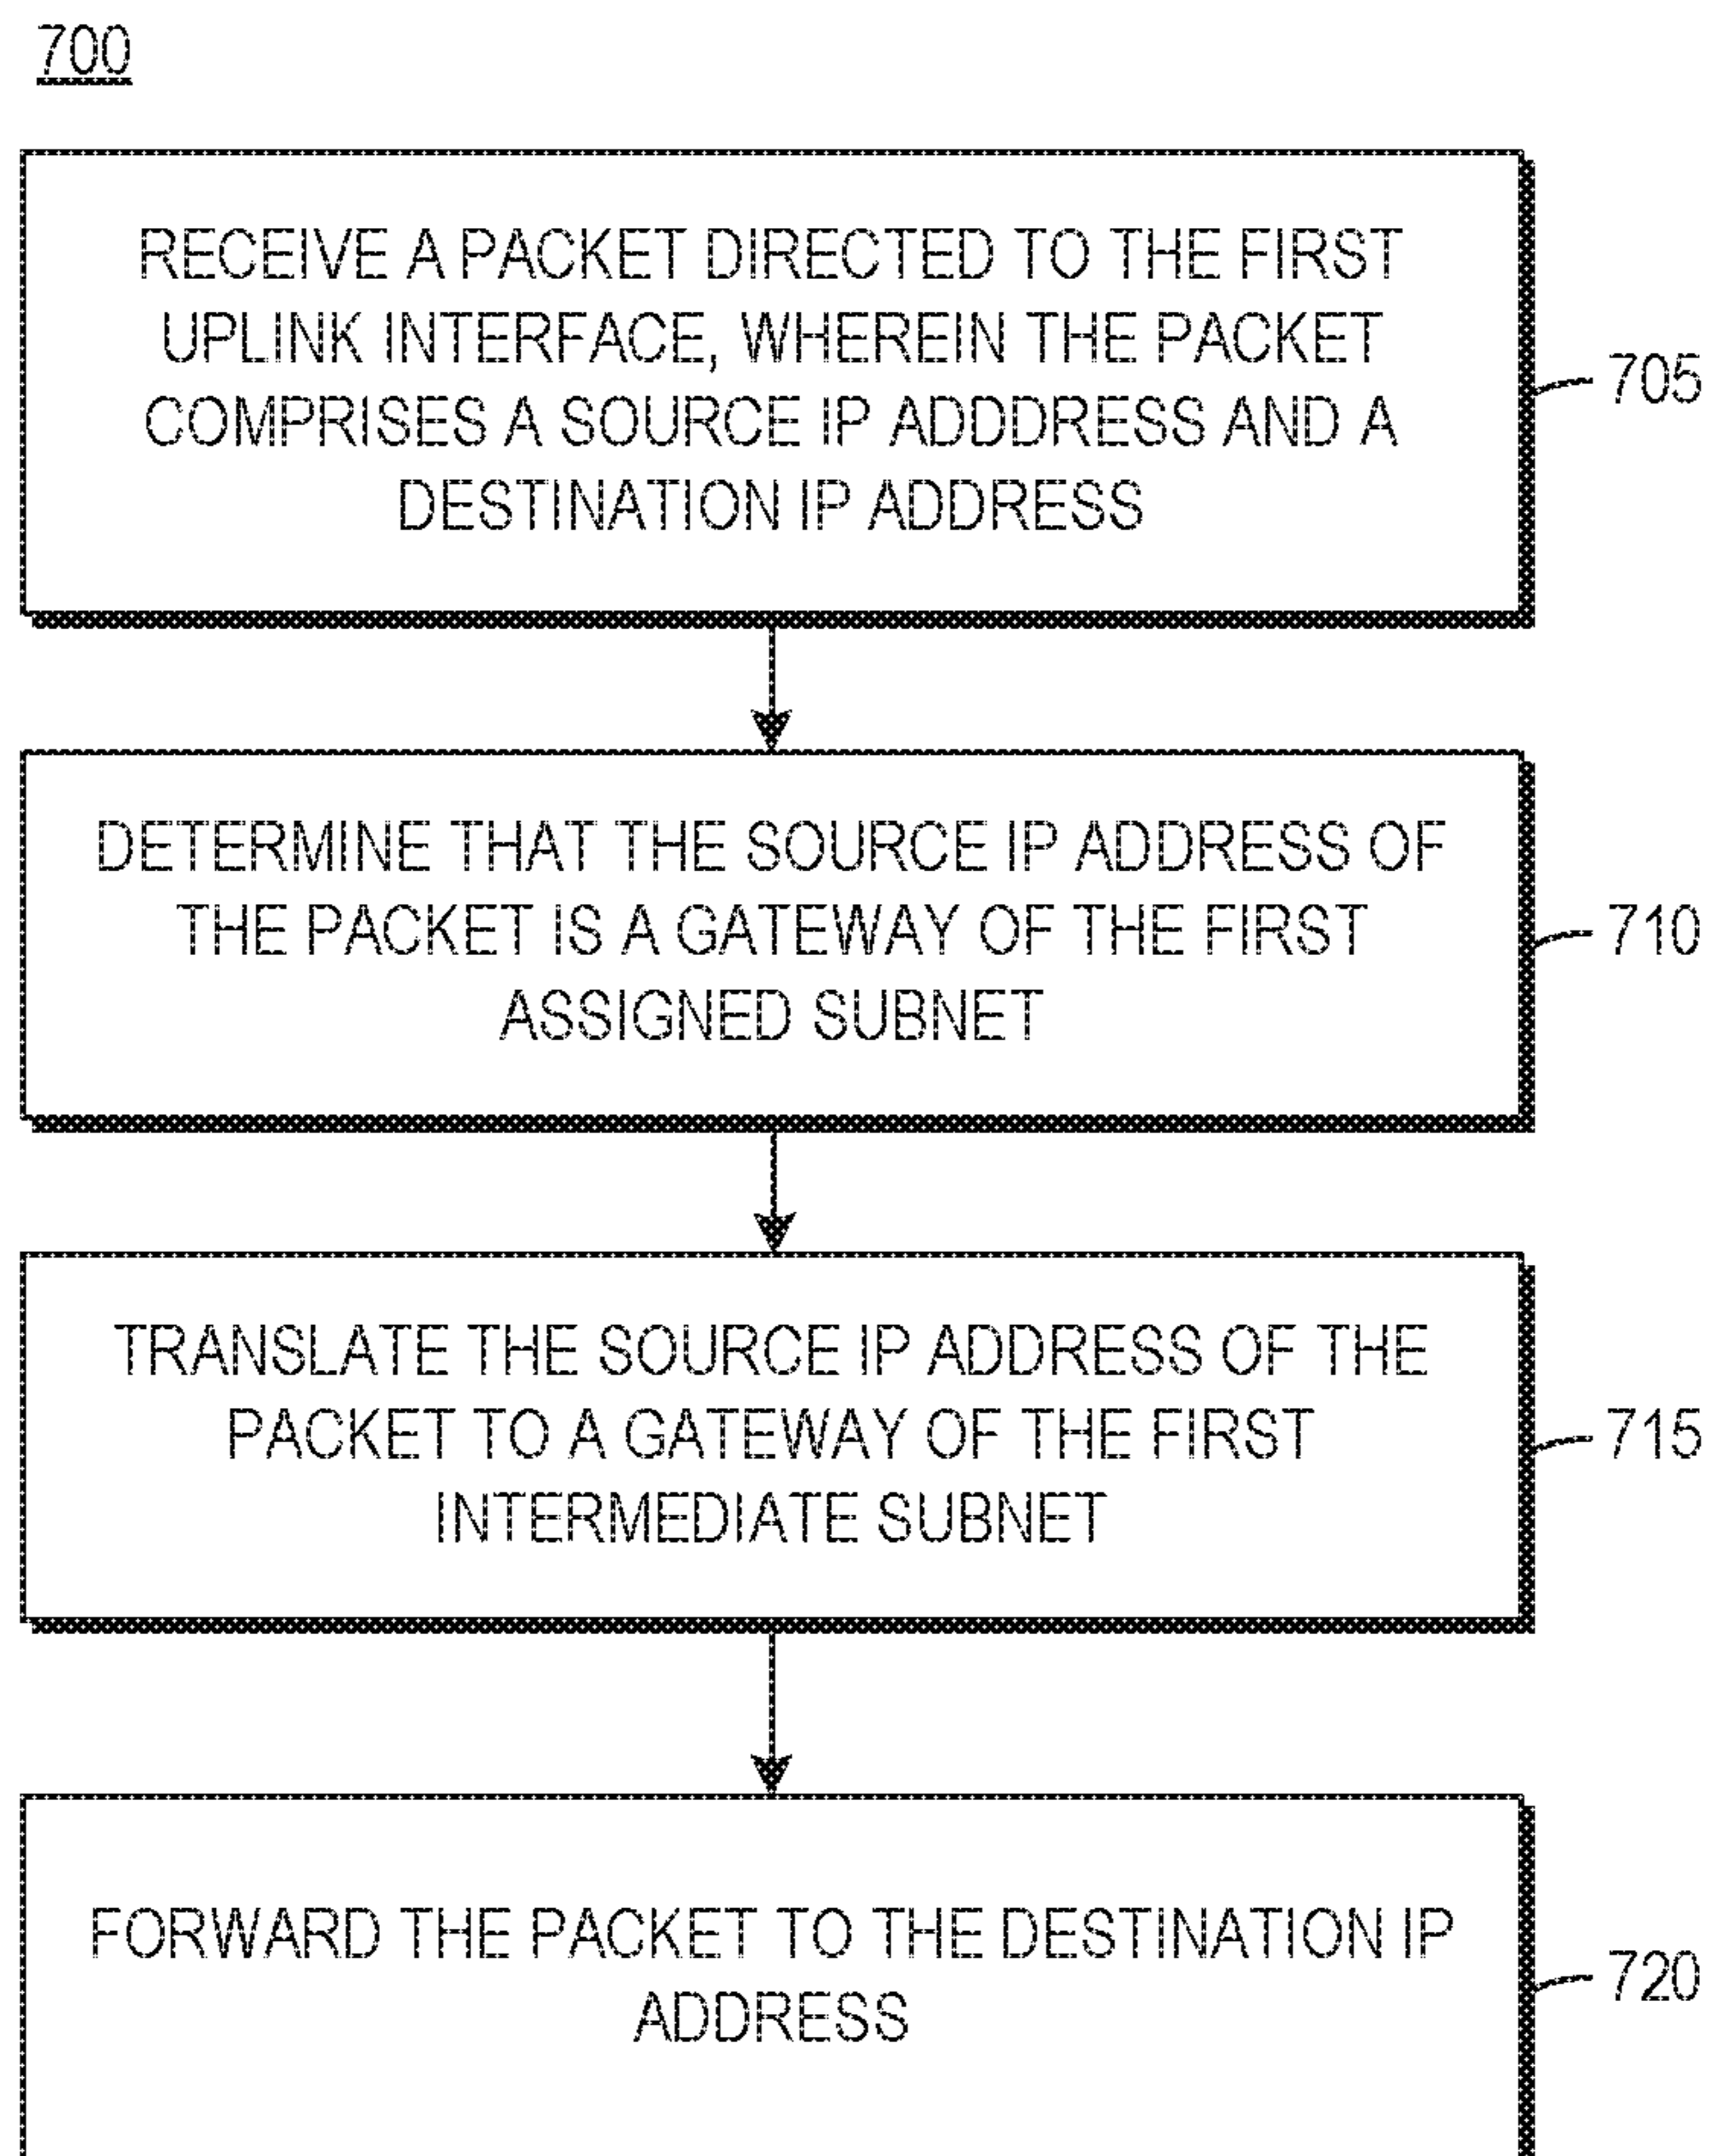 700
RECEIVE A PACKET DIRECTED TO THE FIRST
UPLINK INTERFACE, WHEREIN THE PACKET
COMPRISES A SOURCE IP ADDDRESS AND A
DESTINATION IP ADDRESS
705
DETERMINE THAT THE SOURCE IP ADDRESS OF
THE PACKET IS A GATEWAY OF THE FIRST
ASSIGNED SUBNET
710
TRANSLATE THE SOURCE IP ADDRESS OF THE
PACKET TO A GATEWAY OF THE FIRST
INTERMEDIATE SUBNET
715
FORWARD THE PACKET TO THE DESTINATION IP
ADDRESS
720